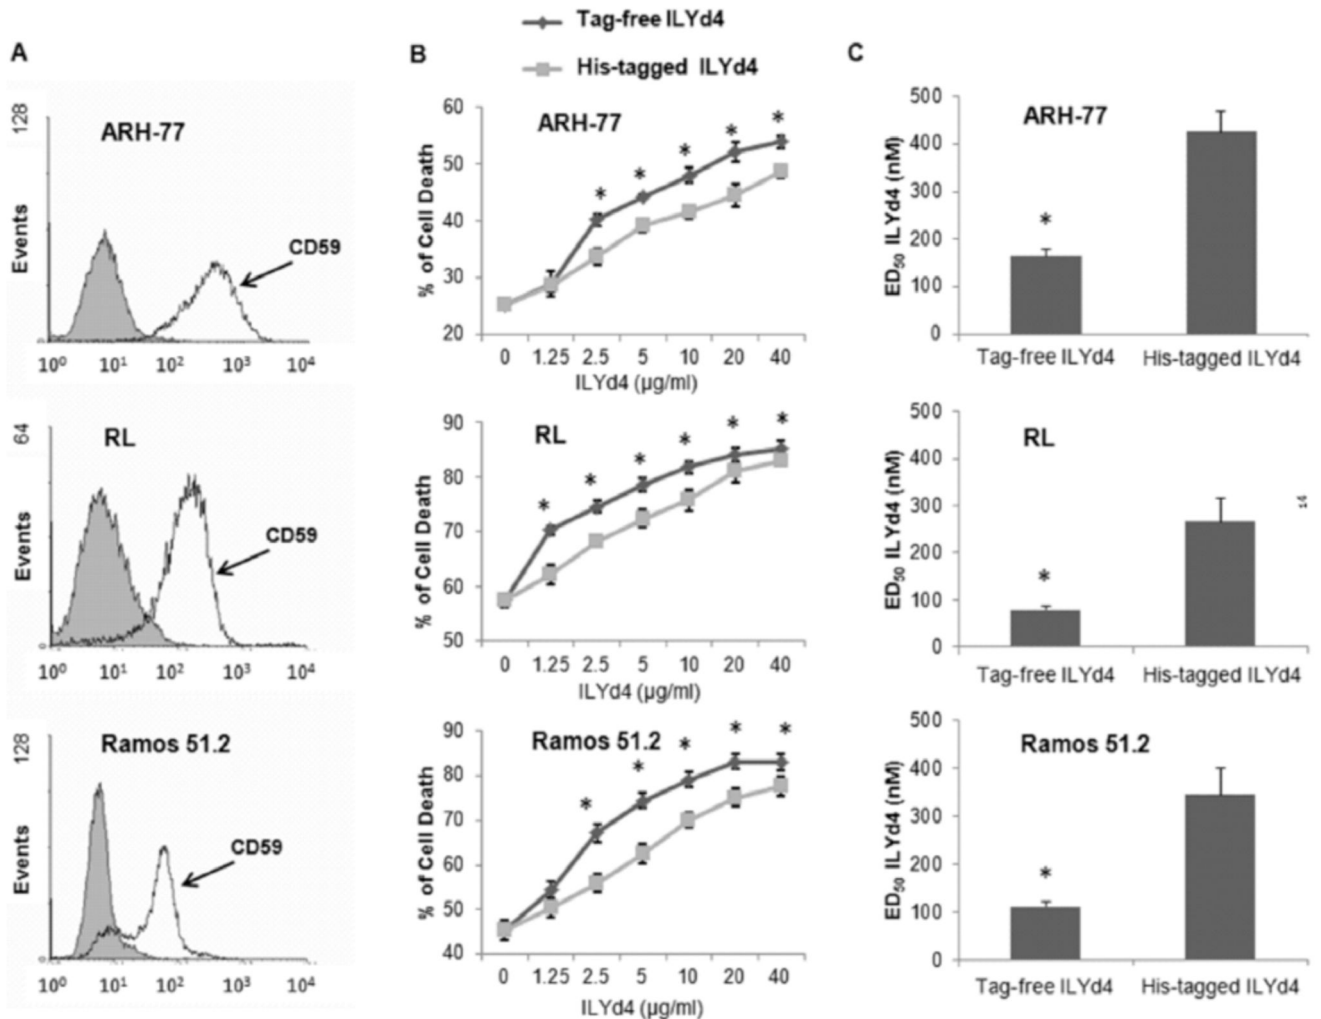 Tag-free ILYd4
His-tagged ILYd4
A
ARH-77
128
Events
CD59
10⁰ 10¹ 10² 10³ 10⁴
RL
64
Events
CD59
10⁰ 10¹ 10² 10³ 10⁴
Ramos 51.2
128
Events
CD59
10⁰ 10¹ 10² 10³ 10⁴
B
ARH-77
% of Cell Death
60
50
40
30
20
* * * * *
0 1.25 2.5 5 10 20 40
ILYd4 (µg/ml)
RL
% of Cell Death
90
80
70
60
50
* * * * * *
0 1.25 2.5 5 10 20 40
ILYd4 (µg/ml)
Ramos 51.2
% of Cell Death
90
80
70
60
50
40
* * * * *
0 1.25 2.5 5 10 20 40
ILYd4 (µg/ml)
C
ARH-77
ED₅₀ ILYd4 (nM)
500
400
300
200
100
0
*
Tag-free ILYd4 His-tagged ILYd4
RL
ED₅₀ ILYd4 (nM)
500
400
300
200
100
0
*
14
Tag-free ILYd4 His-tagged ILYd4
Ramos 51.2
ED₅₀ ILYd4 (nM)
500
400
300
200
100
0
*
Tag-free ILYd4 His-tagged ILYd4